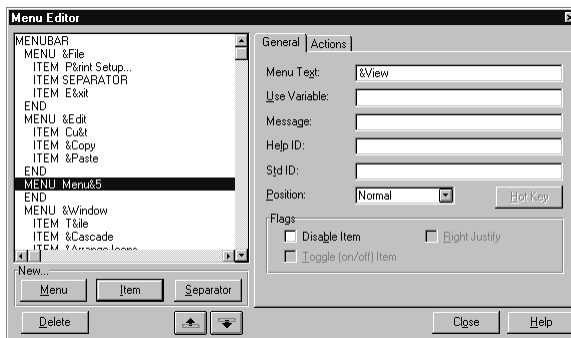 Menu Editor
MENUBAR
MENU &File
ITEM P&rint Setup...
ITEM SEPARATOR
ITEM E&xit
END
MENU &Edit
ITEM Cu&t
ITEM &Copy
ITEM &Paste
END
MENU Menu&5
END
MENU &Window
ITEM T&ile
ITEM &Cascade
ITEM &Arrange Icons
New...
Menu
Item
Separator
Delete
General
Actions
Menu Text:
&View
Use Variable:
Message:
Help ID:
Std ID:
Position:
Normal
Hot Key
Flags
Disable Item
Right Justify
Toggle (on/off) Item
Close
Help